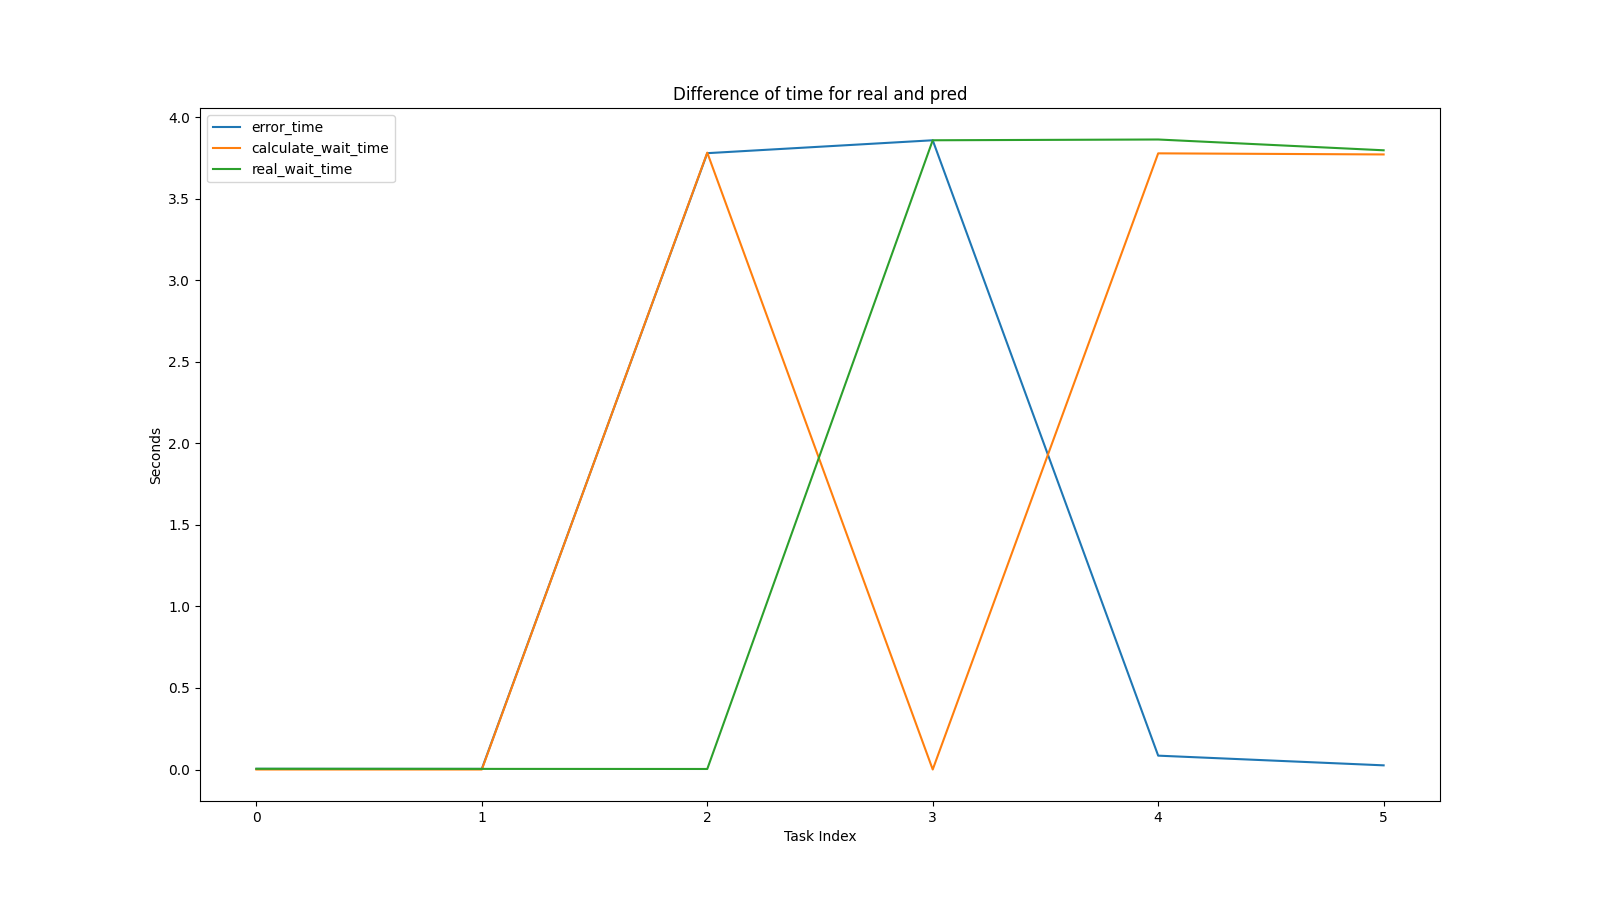 Difference of time for real and pred
error_time
calculate_wait_time
real_wait_time
4.0
3.5
3.0
2.5
2.0
1.5
1.0
0.5
0.0
Seconds
0 1 2 3 4 5
Task Index